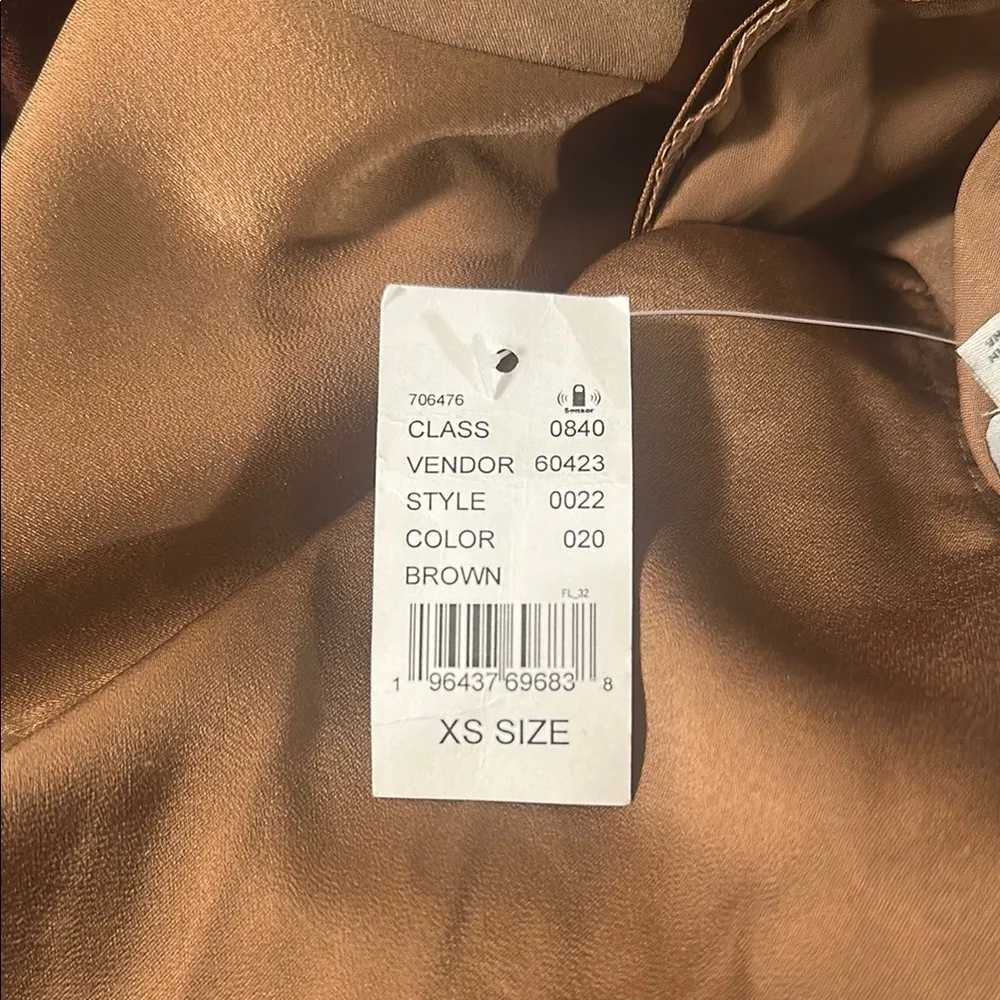 706476
Sensor
CLASS 0840
VENDOR 60423
STYLE 0022
COLOR 020
BROWN
FL_32
1 96437 69683 8
XS SIZE